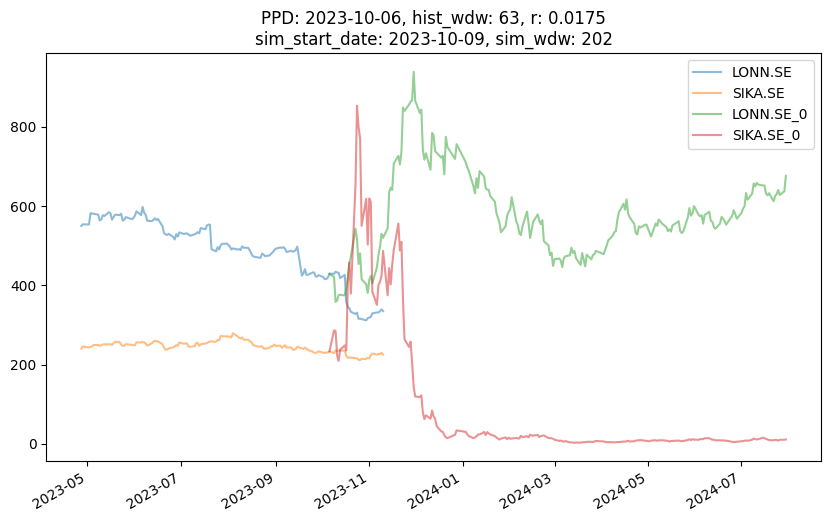 PPD: 2023-10-06, hist_wdw: 63, r: 0.0175
sim_start_date: 2023-10-09, sim_wdw: 202
LONN.SE
SIKA.SE
LONN.SE_0
SIKA.SE_0
800
600
400
200
0
2023-05
2023-07
2023-09
2023-11
2024-01
2024-03
2024-05
2024-07